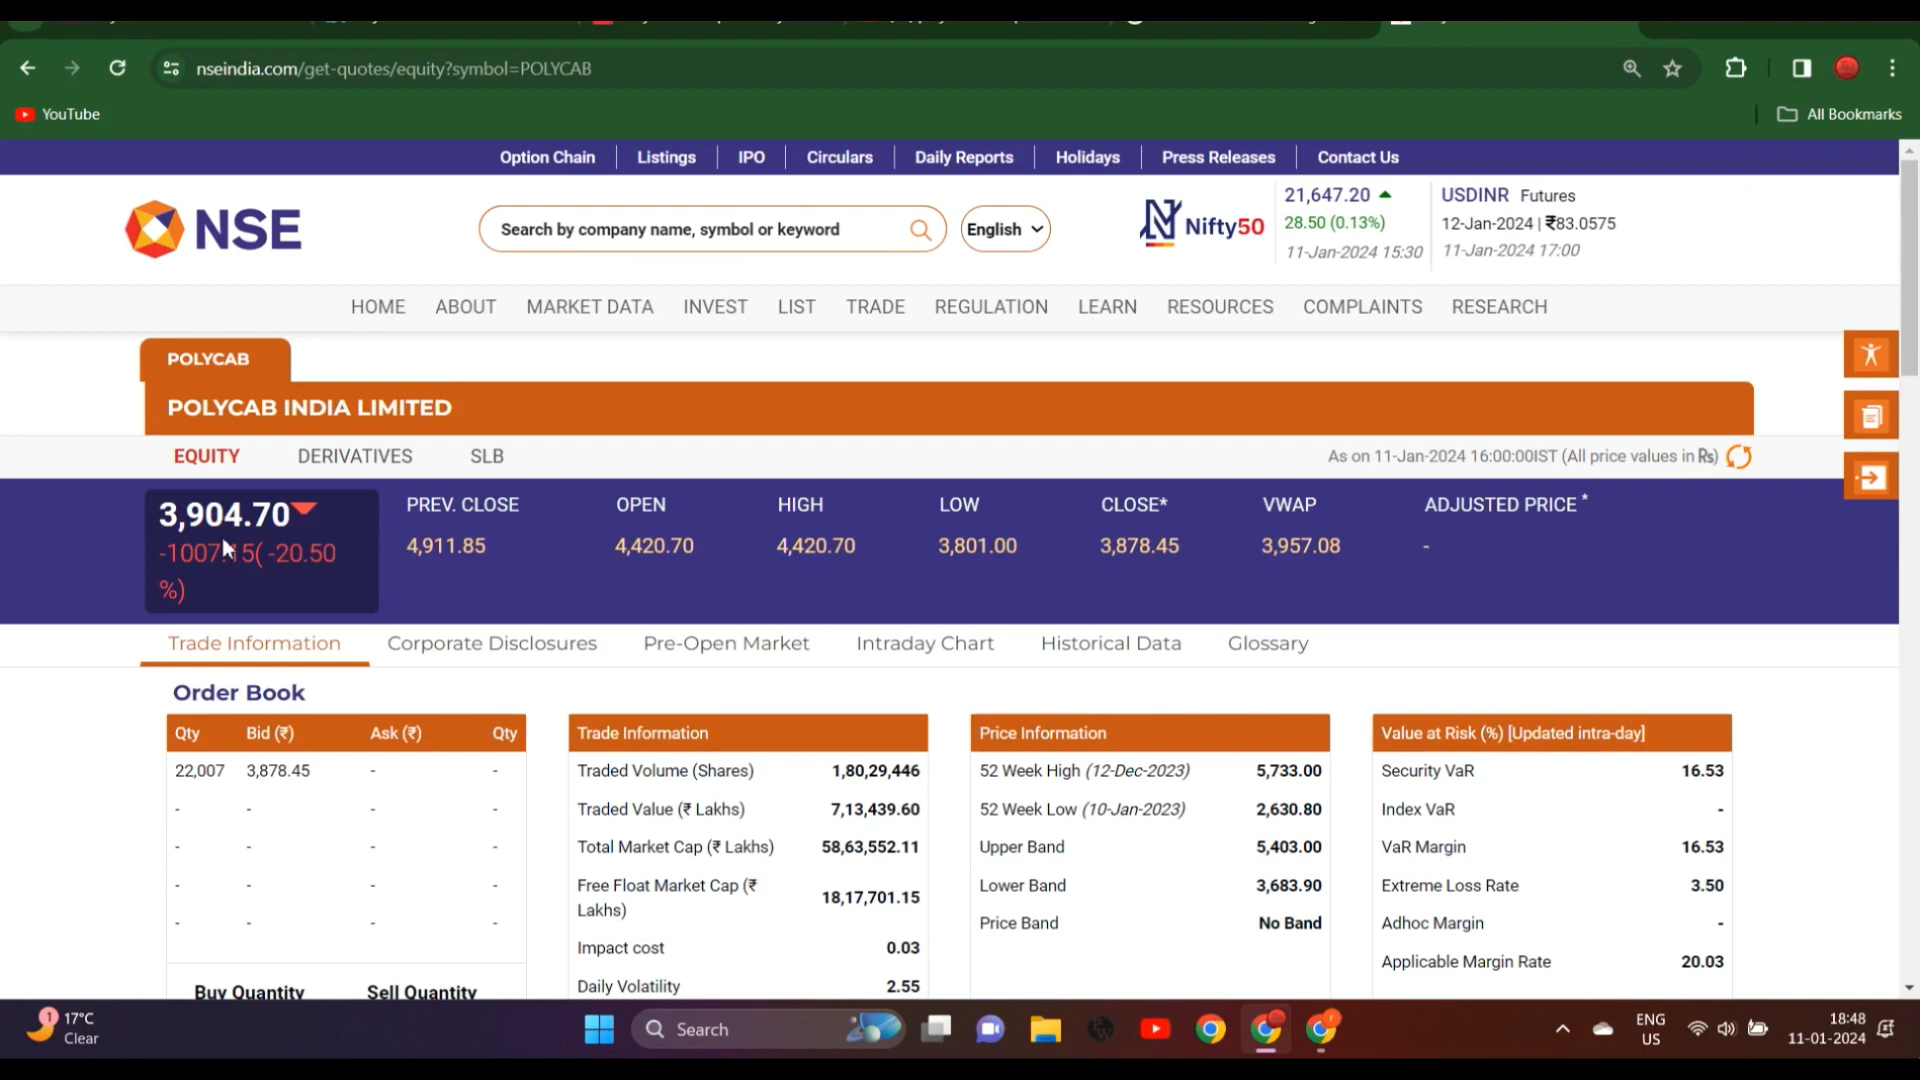 nseindia.com/get-quotes/equity?symbol=POLYCAB
YouTube
All Bookmarks
Option Chain Listings IPO Circulars Daily Reports Holidays Press Releases Contact Us
NSE
Search by company name, symbol or keyword
English
Nifty50
21,647.20
28.50 (0.13%)
11-Jan-2024 15:30
USDINR Futures
12-Jan-2024 | ₹83.0575
11-Jan-2024 17:00
HOME ABOUT MARKET DATA INVEST LIST TRADE REGULATION LEARN RESOURCES COMPLAINTS RESEARCH
POLYCAB
POLYCAB INDIA LIMITED
EQUITY DERIVATIVES SLB
As on 11-Jan-2024 16:00:00IST (All price values in ₨)
3,904.70
-1007.15( -20.50
%)
PREV. CLOSE OPEN HIGH LOW CLOSE* VWAP ADJUSTED PRICE *
4,911.85 4,420.70 4,420.70 3,801.00 3,878.45 3,957.08 -
Trade Information Corporate Disclosures Pre-Open Market Intraday Chart Historical Data Glossary
Order Book
Qty Bid (₹) Ask (₹) Qty
22,007 3,878.45 - -
- - - -
- - - -
- - - -
- - - -
Buy Quantity Sell Quantity
Trade Information
Traded Volume (Shares) 1,80,29,446
Traded Value (₹ Lakhs) 7,13,439.60
Total Market Cap (₹ Lakhs) 58,63,552.11
Free Float Market Cap (₹
Lakhs) 18,17,701.15
Impact cost 0.03
Daily Volatility 2.55
Price Information
52 Week High (12-Dec-2023) 5,733.00
52 Week Low (10-Jan-2023) 2,630.80
Upper Band 5,403.00
Lower Band 3,683.90
Price Band No Band
Value at Risk (%) [Updated intra-day]
Security VaR 16.53
Index VaR -
VaR Margin 16.53
Extreme Loss Rate 3.50
Adhoc Margin -
Applicable Margin Rate 20.03
1
17°C
Clear
Search
ENG
US
18:48
11-01-2024